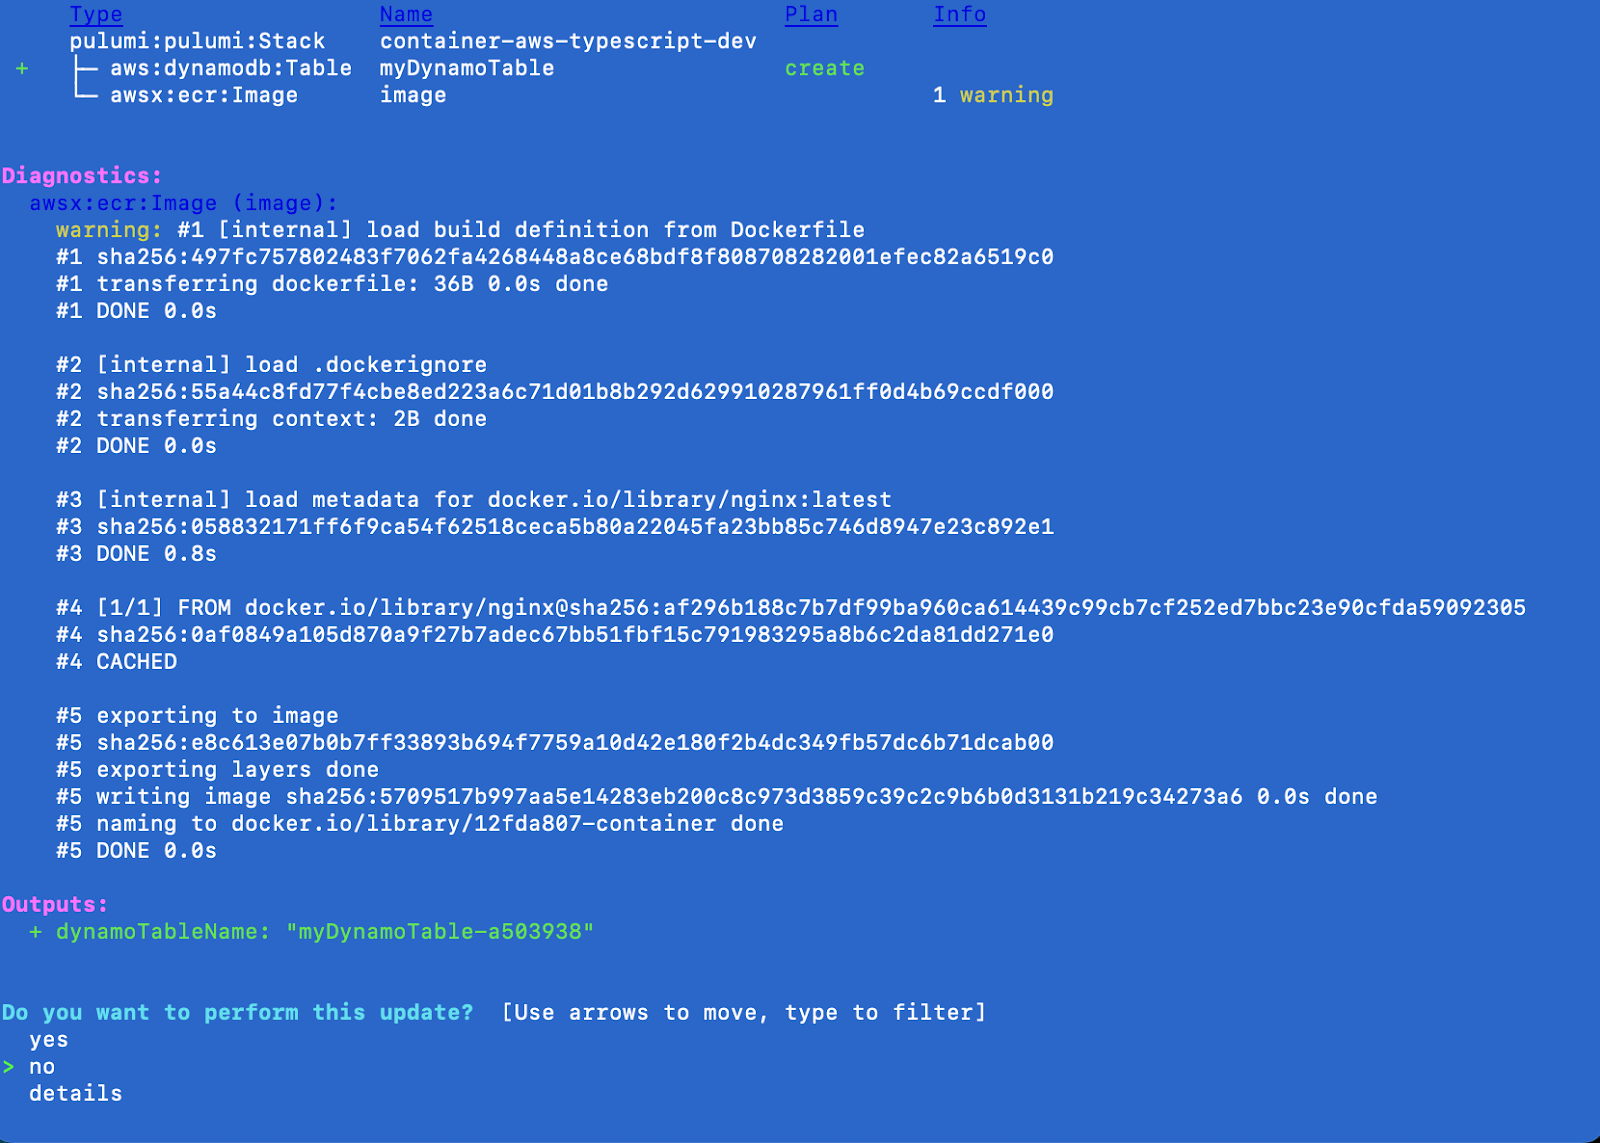 Type Name Plan Info
pulumi:pulumi:Stack container-aws-typescript-dev
+ ├─ aws:dynamodb:Table myDynamoTable create
└─ awsx:ecr:Image image 1 warning
Diagnostics:
awsx:ecr:Image (image):
warning: #1 [internal] load build definition from Dockerfile
#1 sha256:497fc757802483f7062fa4268448a8ce68bdf8f808708282001efec82a6519c0
#1 transferring dockerfile: 36B 0.0s done
#1 DONE 0.0s
#2 [internal] load .dockerignore
#2 sha256:55a44c8fd77f4cbe8ed223a6c71d01b8b292d629910287961ff0d4b69ccdf000
#2 transferring context: 2B done
#2 DONE 0.0s
#3 [internal] load metadata for docker.io/library/nginx:latest
#3 sha256:058832171ff6f9ca54f62518ceca5b80a22045fa23bb85c746d8947e23c892e1
#3 DONE 0.8s
#4 [1/1] FROM docker.io/library/nginx@sha256:af296b188c7b7df99ba960ca614439c99cb7cf252ed7bbc23e90cfda59092305
#4 sha256:0af0849a105d870a9f27b7adec67bb51fbf15c791983295a8b6c2da81dd271e0
#4 CACHED
#5 exporting to image
#5 sha256:e8c613e07b0b7ff33893b694f7759a10d42e180f2b4dc349fb57dc6b71dcab00
#5 exporting layers done
#5 writing image sha256:5709517b997aa5e14283eb200c8c973d3859c39c2c9b6b0d3131b219c34273a6 0.0s done
#5 naming to docker.io/library/12fda807-container done
#5 DONE 0.0s
Outputs:
+ dynamoTableName: "myDynamoTable-a503938"
Do you want to perform this update? [Use arrows to move, type to filter]
yes
> no
details